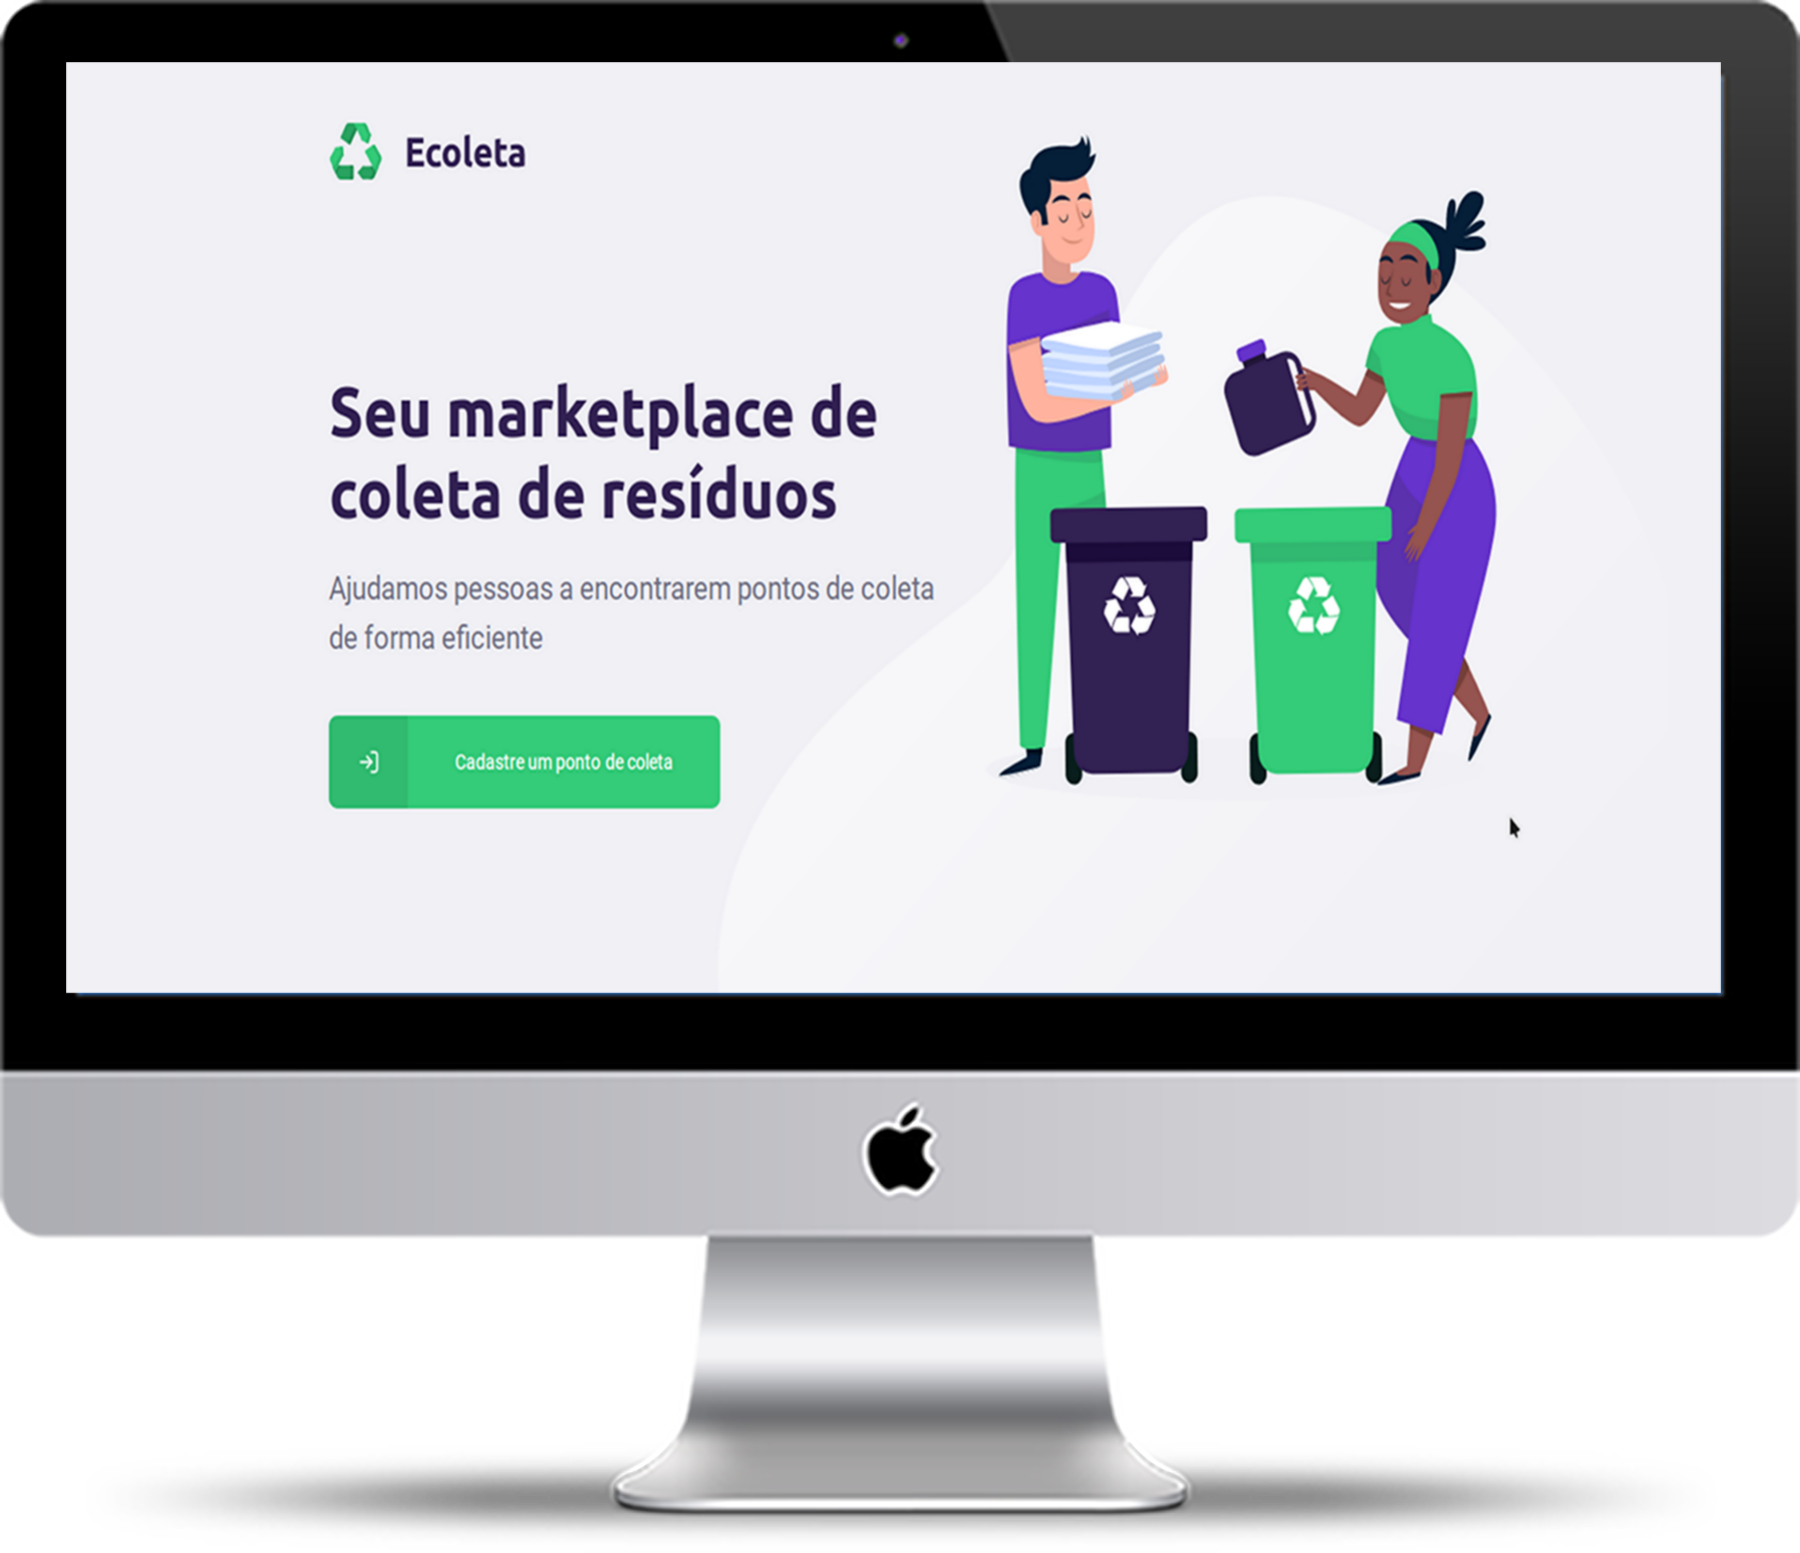 Ecoleta
Seu marketplace de
coleta de resíduos
Ajudamos pessoas a encontrarem pontos de coleta
de forma eficiente
Cadastre um ponto de coleta